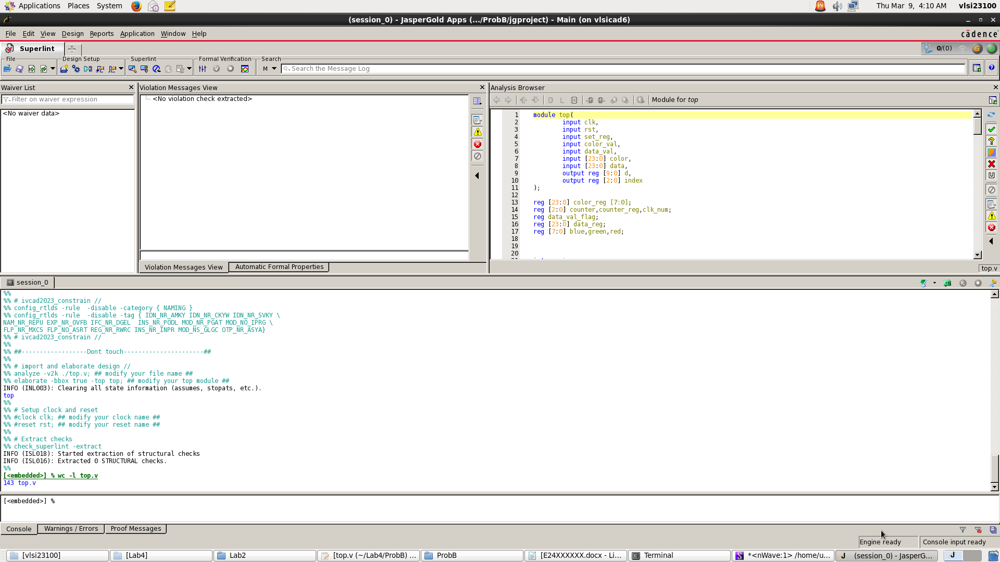 Applications Places System Thu Mar 9, 4:10 AM vlsi23100
(session_0) - JasperGold Apps (.../ProbB/jgproject) - Main (on vlsicad6)
File Edit View Design Reports Application Window Help cādence
Superlint 0/(0)
File Design Setup Superlint Formal Verification Search
M Search the Message Log
Waiver List
Filter on waiver expression
<No waiver data>
Violation Messages View
<No violation check extracted>
Violation Messages View Automatic Formal Properties
Analysis Browser
D L Module for top
1 module top(
2 input clk,
3 input rst,
4 input set_reg,
5 input color_val,
6 input data_val,
7 input [23:0] color,
8 input [23:0] data,
9 output reg [9:0] d,
10 output reg [2:0] index
11 );
12
13 reg [23:0] color_reg [7:0];
14 reg [2:0] counter,counter_reg,clk_num;
15 reg data_val_flag;
16 reg [23:0] data_reg;
17 reg [7:0] blue,green,red;
18
19
20
top.v
session_0
%%
%% # ivcad2023_constrain //
%% config_rtlds -rule -disable -category { NAMING }
%% config_rtlds -rule -disable -tag { IDN_NR_AMKY IDN_NR_CKYW IDN_NR_SVKY \
NAM_NR_REPU EXP_NR_OVFB IFC_NR_DGEL INS_NR_PODL MOD_NR_PGAT MOD_NO_IPRG \
FLP_NR_MXCS FLP_NO_ASRT REG_NR_RWRC INS_NR_INPR MOD_NS_GLGC OTP_NR_ASYA}
%% # ivcad2023_constrain //
%%
%% ##------------------Dont touch----------------------##
%%
%% # import and elaborate design //
%% analyze -v2k ./top.v; ## modify your file name ##
%% elaborate -bbox true -top top; ## modify your top module ##
INFO (INL003): Clearing all state information (assumes, stopats, etc.).
top
%%
%% # Setup clock and reset
%% #clock clk; ## modify your clock name ##
%% #reset rst; ## modify your reset name ##
%%
%% # Extract checks
%% check_superlint -extract
INFO (ISL018): Started extraction of structural checks
INFO (ISL016): Extracted 0 STRUCTURAL checks.
%%
[<embedded>] % wc -l top.v
143 top.v
[<embedded>] %
Console Warnings / Errors Proof Messages
Engine ready Console input ready
[vlsi23100] [Lab4] Lab2 [top.v (~/Lab4/ProbB) ... ProbB [E24XXXXXX.docx - Li... Terminal *<nWave:1> /home/u... (session_0) - JasperG...